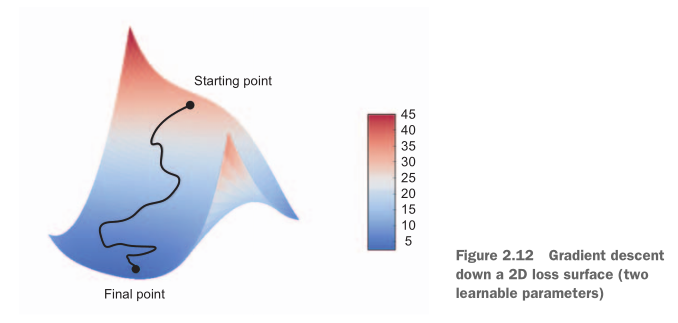 Starting point
Final point
45
40
35
30
25
20
15
10
5
Figure 2.12 Gradient descent
down a 2D loss surface (two
learnable parameters)